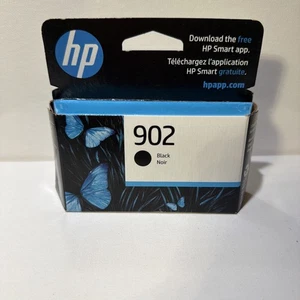 hp
Download the free
HP Smart app.
Téléchargez l'application
HP Smart gratuite.
hpapp.com
902
Black
Noir